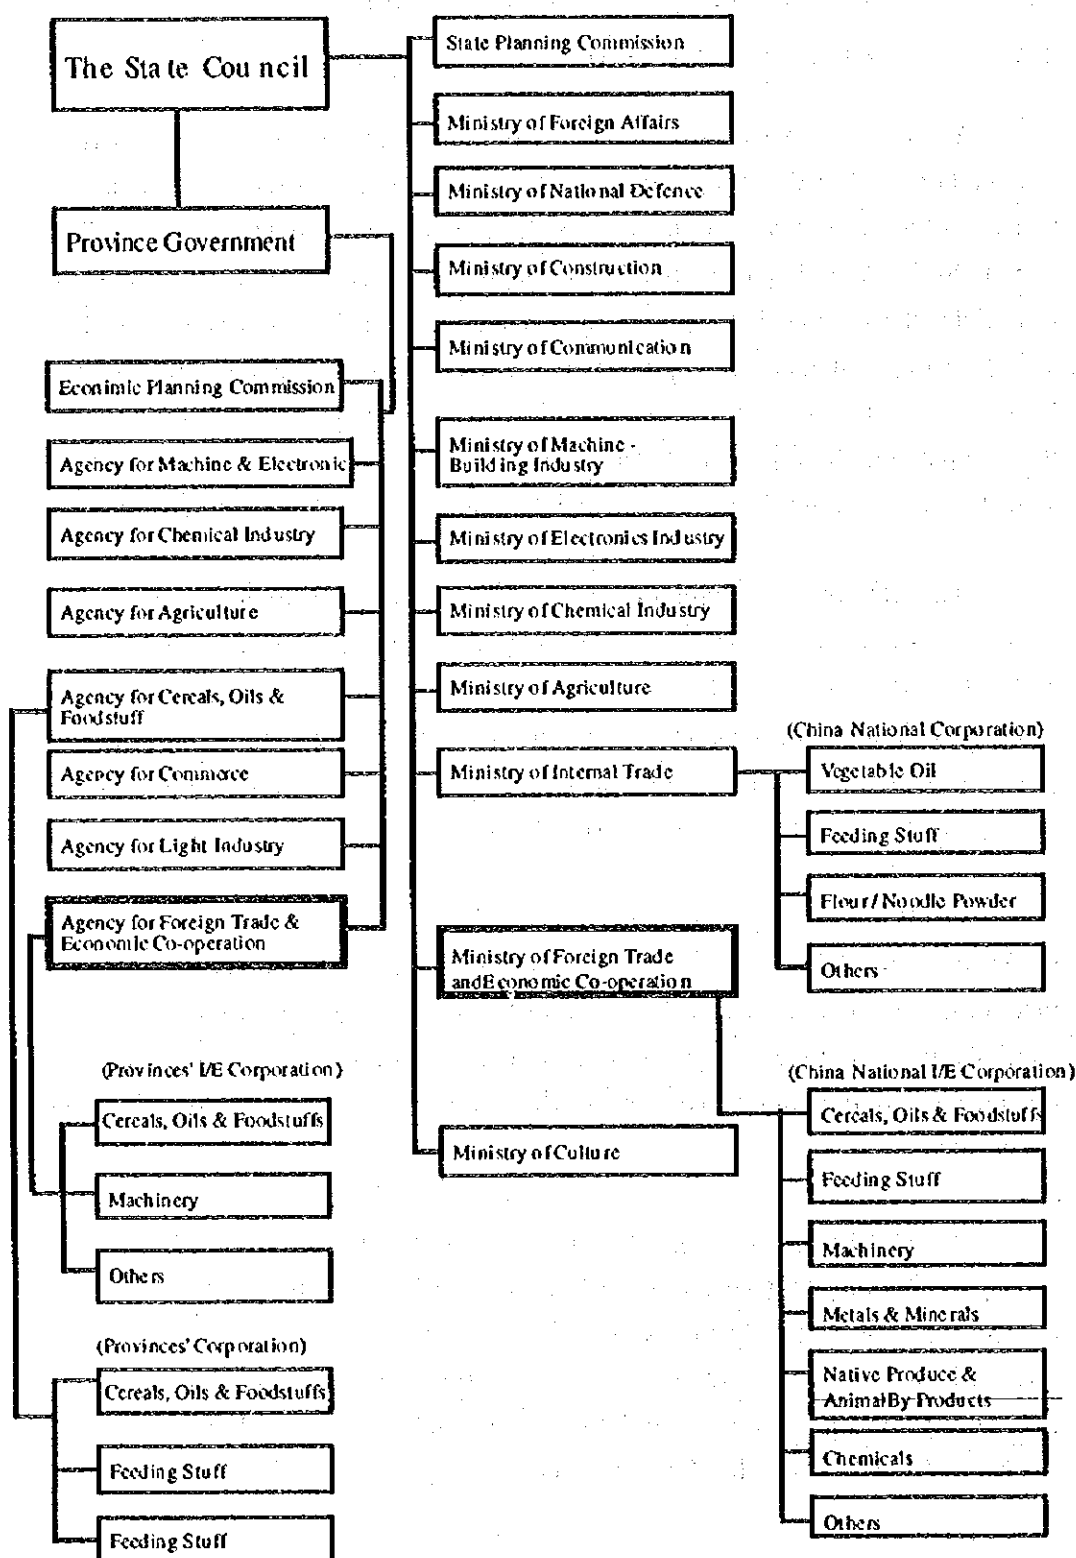 The State Council
Province Government
Econimic Planning Commission
Agency for Machine & Electronic
Agency for Chemical Industry
Agency for Agriculture
Agency for Cereals, Oils &
Foodstuff
Agency for Commerce
Agency for Light Industry
Agency for Foreign Trade &
Economic Co-operation
(Provinces' I/E Corporation)
Cereals, Oils & Foodstuffs
Machinery
Others
(Provinces' Corporation)
Cereals, Oils & Foodstuffs
Feeding Stuff
Feeding Stuff
State Planning Commission
Ministry of Foreign Affairs
Ministry of National Defence
Ministry of Construction
Ministry of Communication
Ministry of Machine -
Building Industry
Ministry of Electronics Industry
Ministry of Chemical Industry
Ministry of Agriculture
Ministry of Internal Trade
Ministry of Foreign Trade
and Economic Co-operation
Ministry of Culture
(China National Corporation)
Vegetable Oil
Feeding Stuff
Flour / Noodle Powder
Others
(China National I/E Corporation)
Cereals, Oils & Foodstuffs
Feeding Stuff
Machinery
Metals & Minerals
Native Produce &
Animal By Products
Chemicals
Others